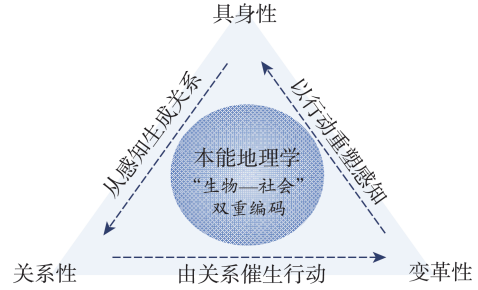 具身性
从感知生成关系
以行动重塑感知
本能地理学
“生物—社会”
双重编码
关系性
由关系催生行动
变革性